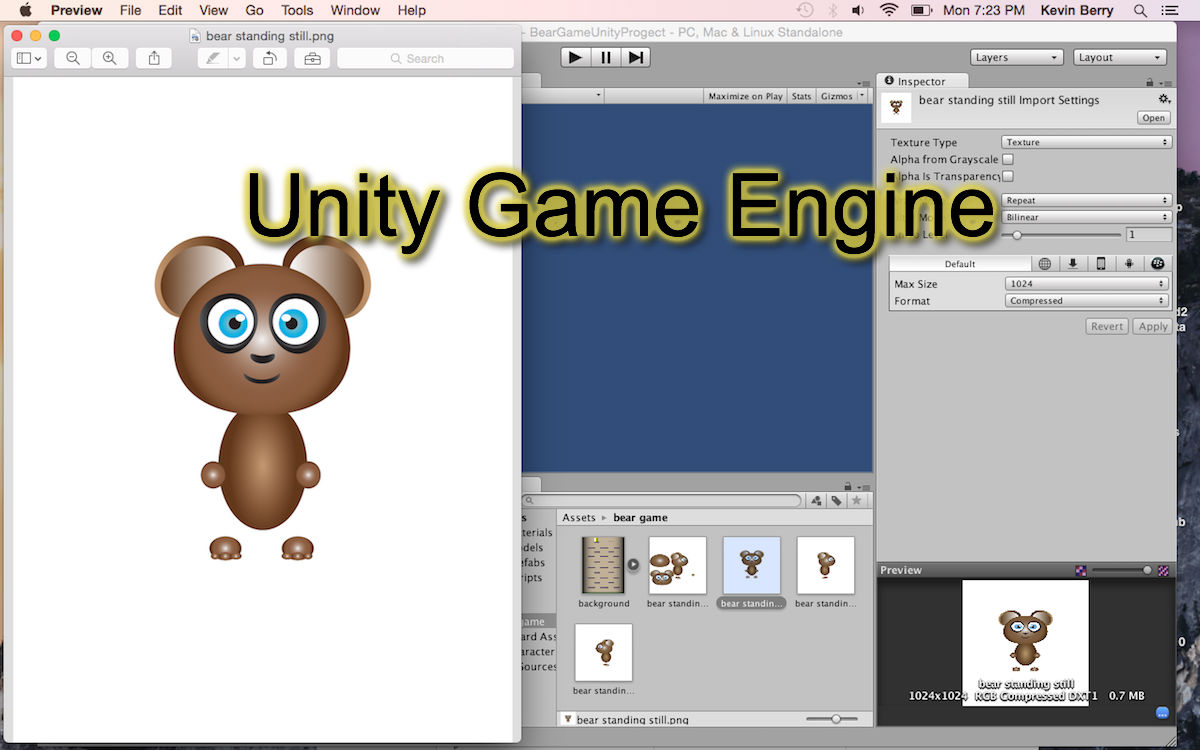 Preview File Edit View Go Tools Window Help Mon 7:23 PM Kevin Berry
bear standing still.png
Search
- BearGameUnityProgect - PC, Mac & Linux Standalone
Layers Layout
Maximize on Play Stats Gizmos
Inspector
bear standing still Import Settings
Open
Texture Type Texture
Alpha from Grayscale
Alpha Is Transparency
Unity Game Engine
Repeat
Bilinear
1
Default
Max Size 1024
Format Compressed
Revert Apply
Assets bear game
background bear standin... bear standin... bear standin...
bear standin...
bear standing still.png
Preview
bear standing still
1024x1024 RGB Compressed DXT1 0.7 MB